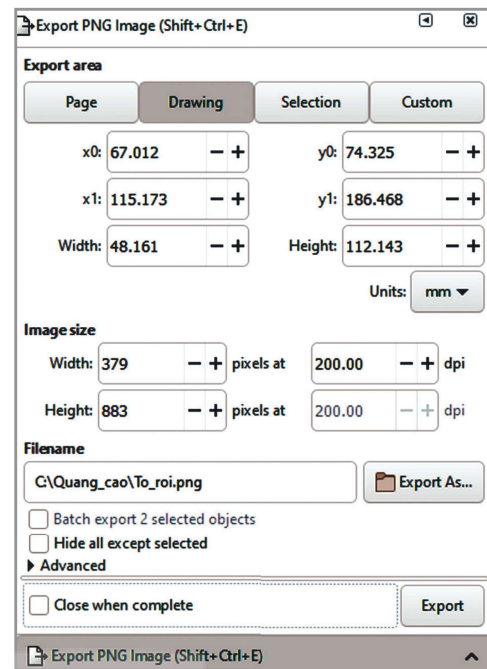 Export PNG Image (Shift+Ctrl+E)
Export area
Page Drawing Selection Custom
x0: 67.012 − + y0: 74.325 − +
x1: 115.173 − + y1: 186.468 − +
Width: 48.161 − + Height: 112.143 − +
Units: mm
Image size
Width: 379 − + pixels at 200.00 − + dpi
Height: 883 − + pixels at 200.00 − + dpi
Filename
C:\Quang_cao\To_roi.png Export As...
Batch export 2 selected objects
Hide all except selected
Advanced
Close when complete Export
Export PNG Image (Shift+Ctrl+E)